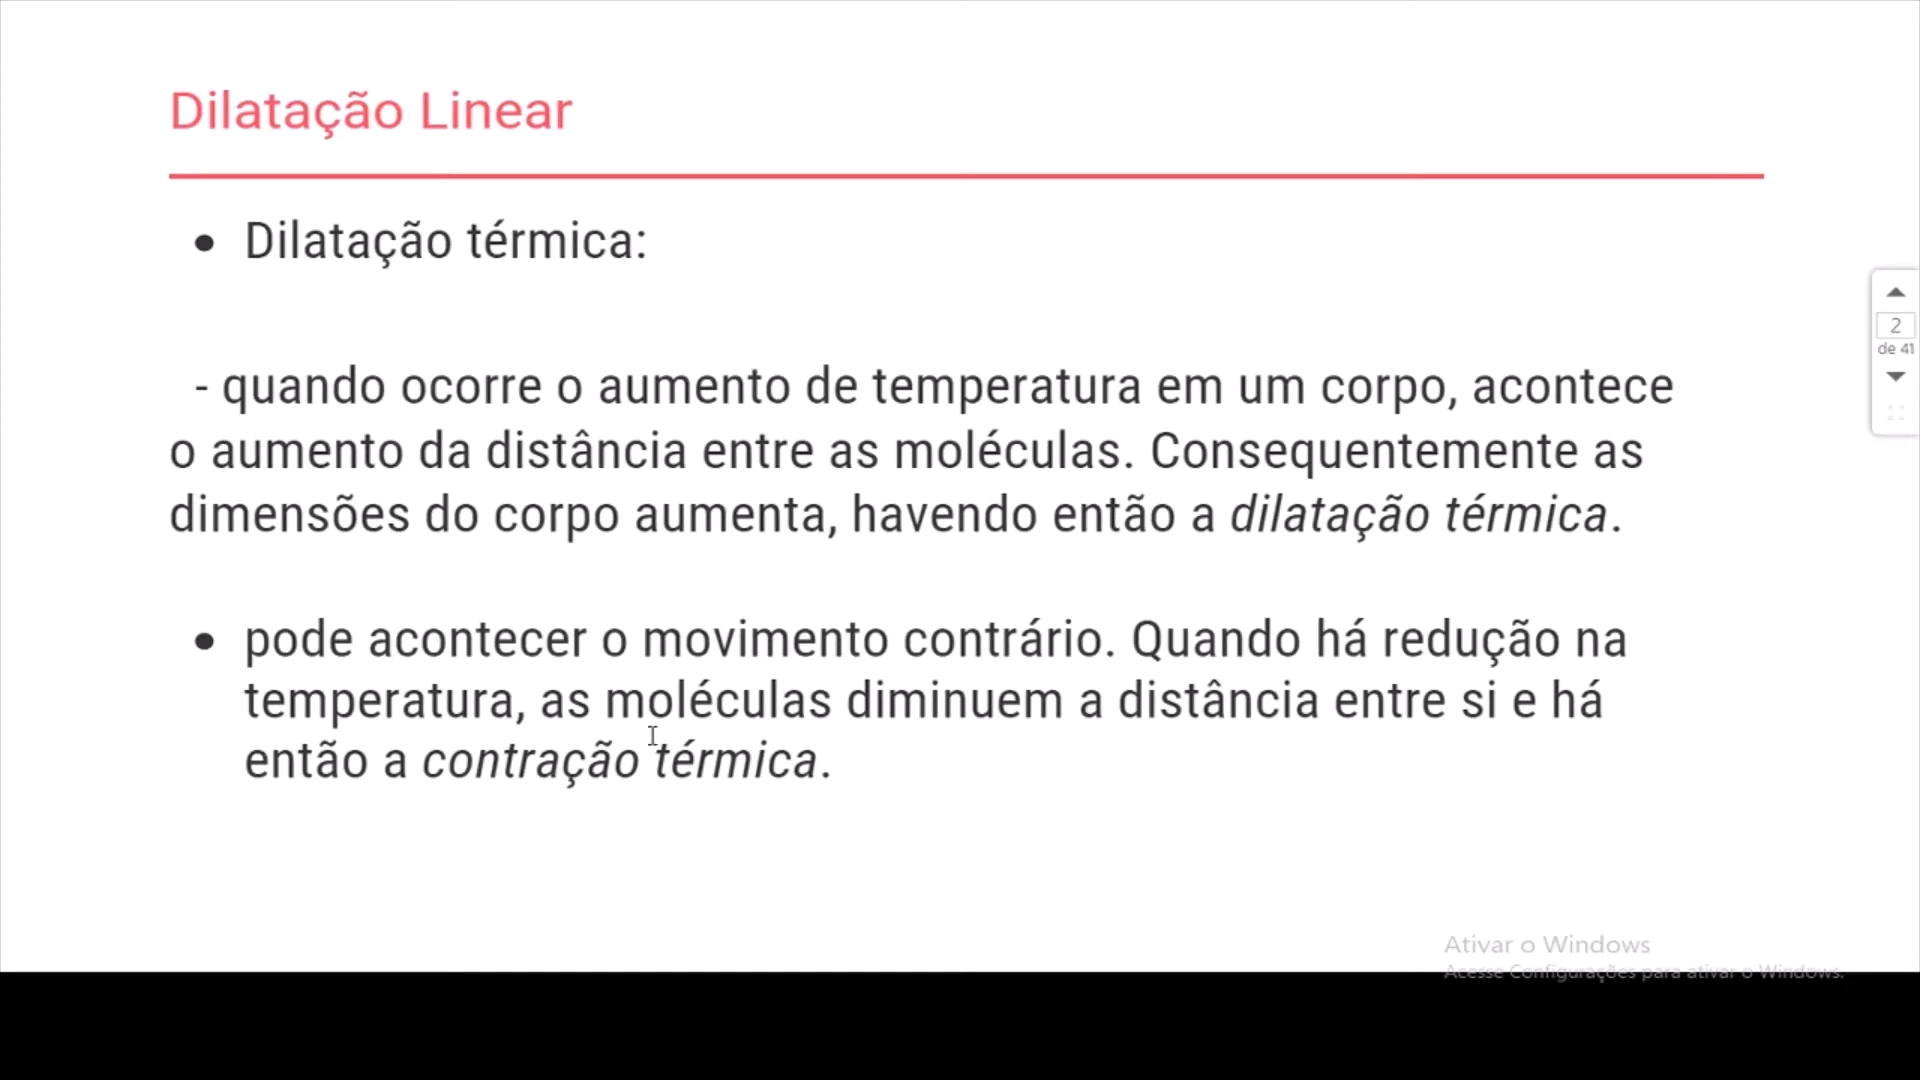 Dilatação Linear
• Dilatação térmica:
- quando ocorre o aumento de temperatura em um corpo, acontece
o aumento da distância entre as moléculas. Consequentemente as
dimensões do corpo aumenta, havendo então a dilatação térmica.
• pode acontecer o movimento contrário. Quando há redução na
temperatura, as moléculas diminuem a distância entre si e há
então a contração térmica.
2
de 41
Ativar o Windows
Acesse Configurações para ativar o Windows.